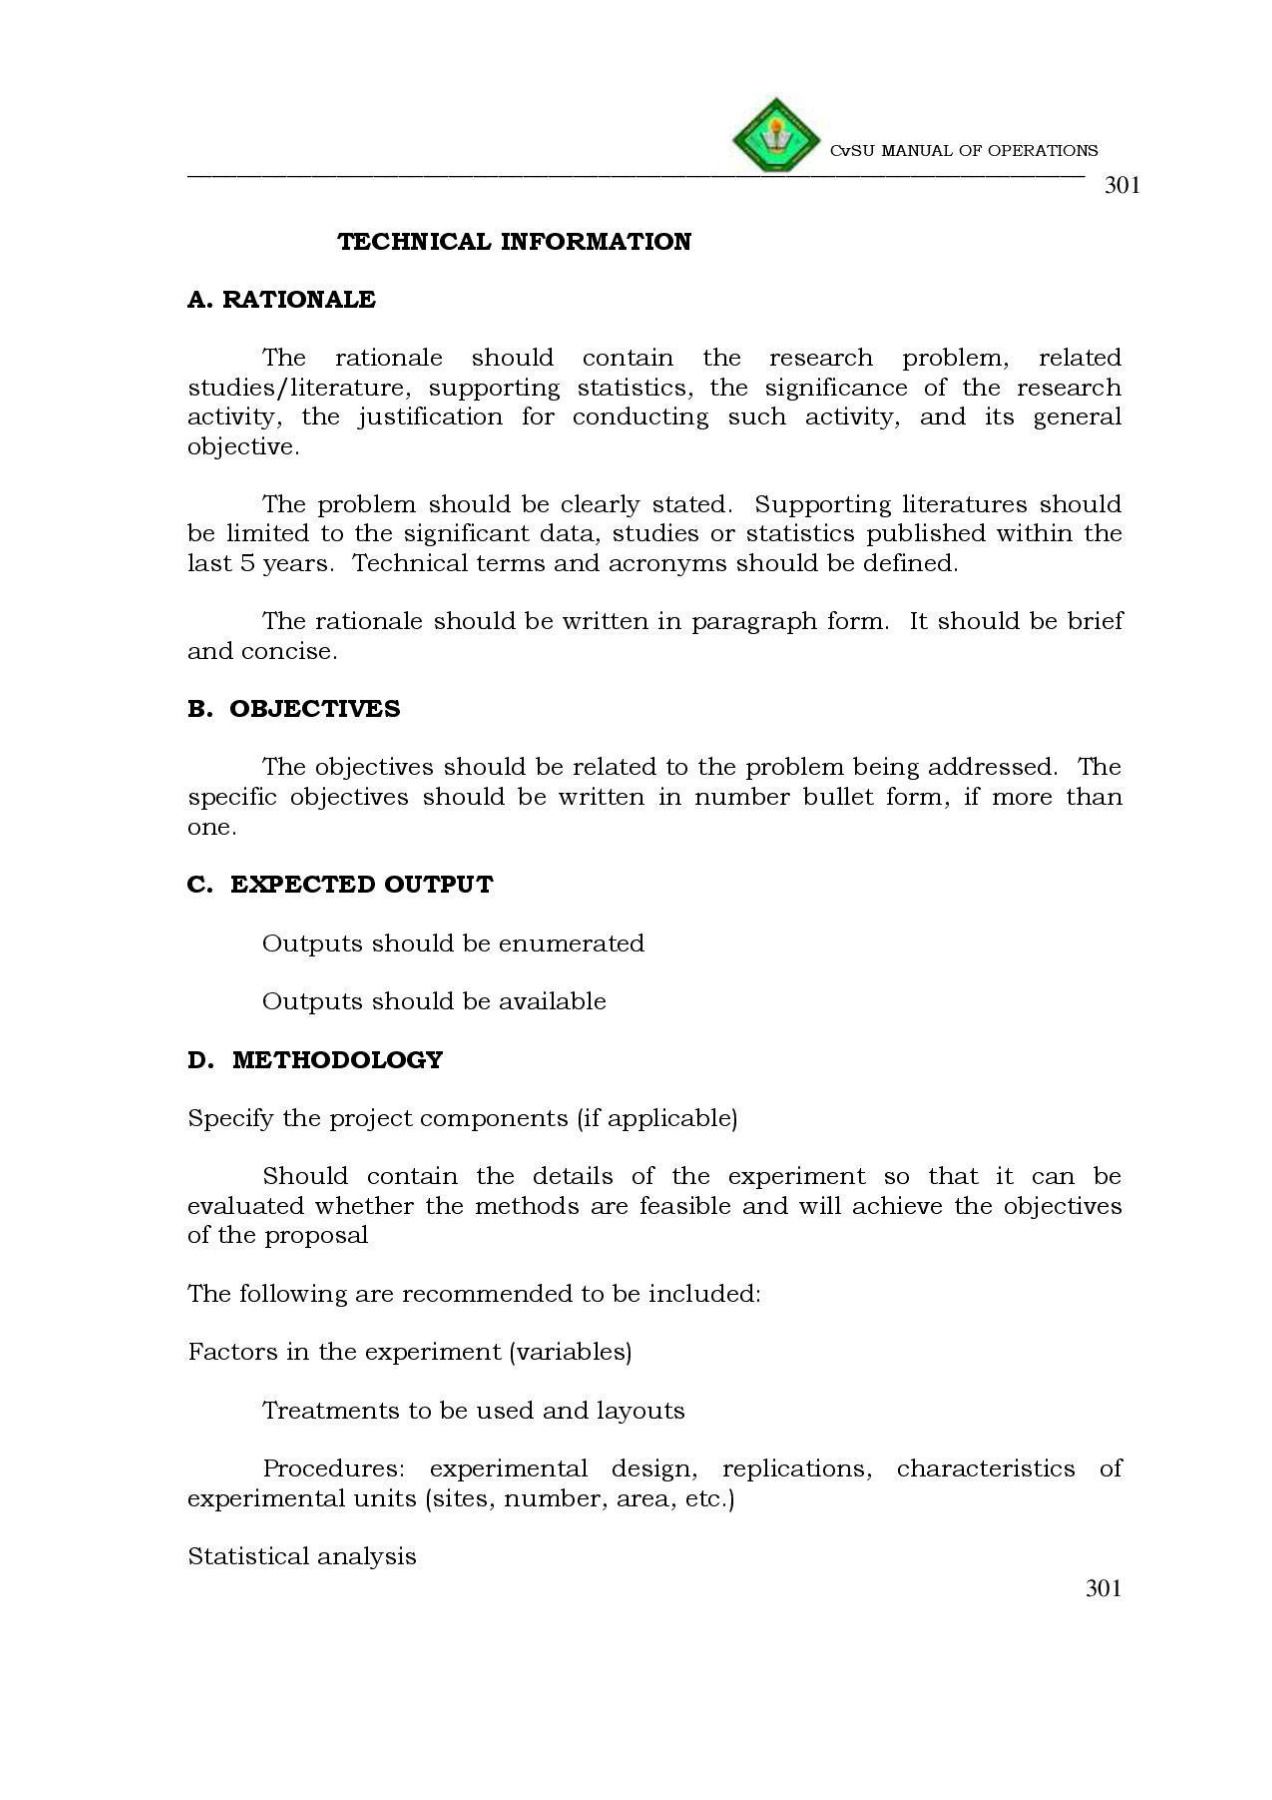 CvSU MANUAL OF OPERATIONS
301
TECHNICAL INFORMATION
A. RATIONALE
The rationale should contain the research problem, related
studies/literature, supporting statistics, the significance of the research
activity, the justification for conducting such activity, and its general
objective.
The problem should be clearly stated. Supporting literatures should
be limited to the significant data, studies or statistics published within the
last 5 years. Technical terms and acronyms should be defined.
The rationale should be written in paragraph form. It should be brief
and concise.
B. OBJECTIVES
The objectives should be related to the problem being addressed. The
specific objectives should be written in number bullet form, if more than
one.
C. EXPECTED OUTPUT
Outputs should be enumerated
Outputs should be available
D. METHODOLOGY
Specify the project components (if applicable)
Should contain the details of the experiment so that it can be
evaluated whether the methods are feasible and will achieve the objectives
of the proposal
The following are recommended to be included:
Factors in the experiment (variables)
Treatments to be used and layouts
Procedures: experimental design, replications, characteristics of
experimental units (sites, number, area, etc.)
Statistical analysis
301